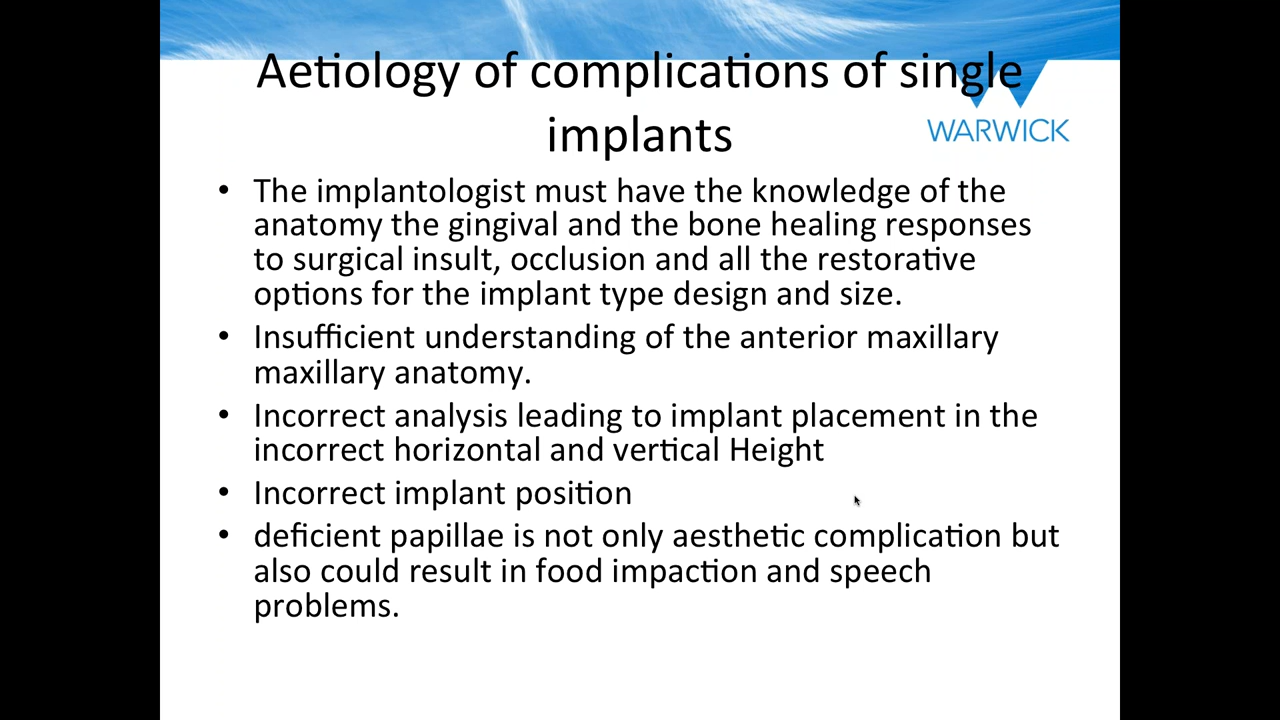 Aetiology of complications of single
implants
WARWICK
• The implantologist must have the knowledge of the
anatomy the gingival and the bone healing responses
to surgical insult, occlusion and all the restorative
options for the implant type design and size.
• Insufficient understanding of the anterior maxillary
maxillary anatomy.
• Incorrect analysis leading to implant placement in the
incorrect horizontal and vertical Height
• Incorrect implant position
• deficient papillae is not only aesthetic complication but
also could result in food impaction and speech
problems.